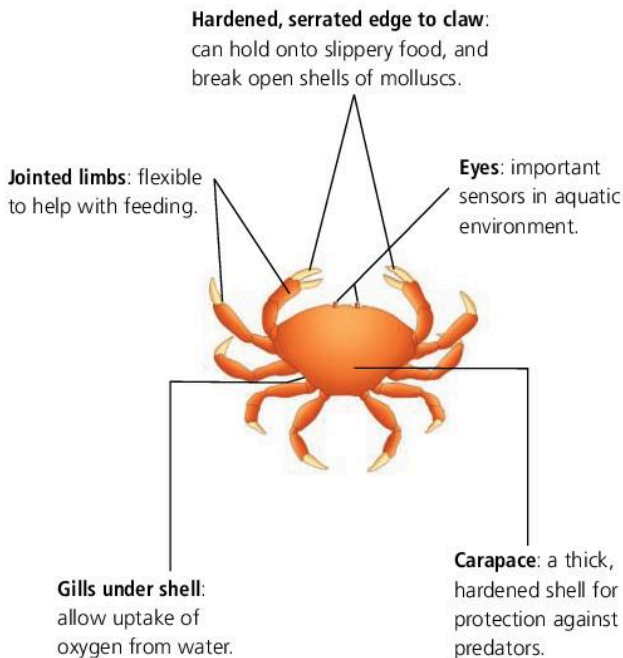 Hardened, serrated edge to claw:
can hold onto slippery food, and
break open shells of molluscs.
Jointed limbs: flexible
to help with feeding.
Eyes: important
sensors in aquatic
environment.
Gills under shell:
allow uptake of
oxygen from water.
Carapace: a thick,
hardened shell for
protection against
predators.